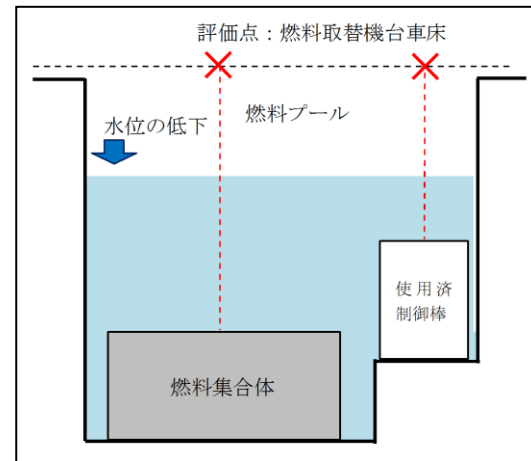 評価点：燃料取替機台車床
燃料プール
水位の低下
使用済
制御棒
燃料集合体